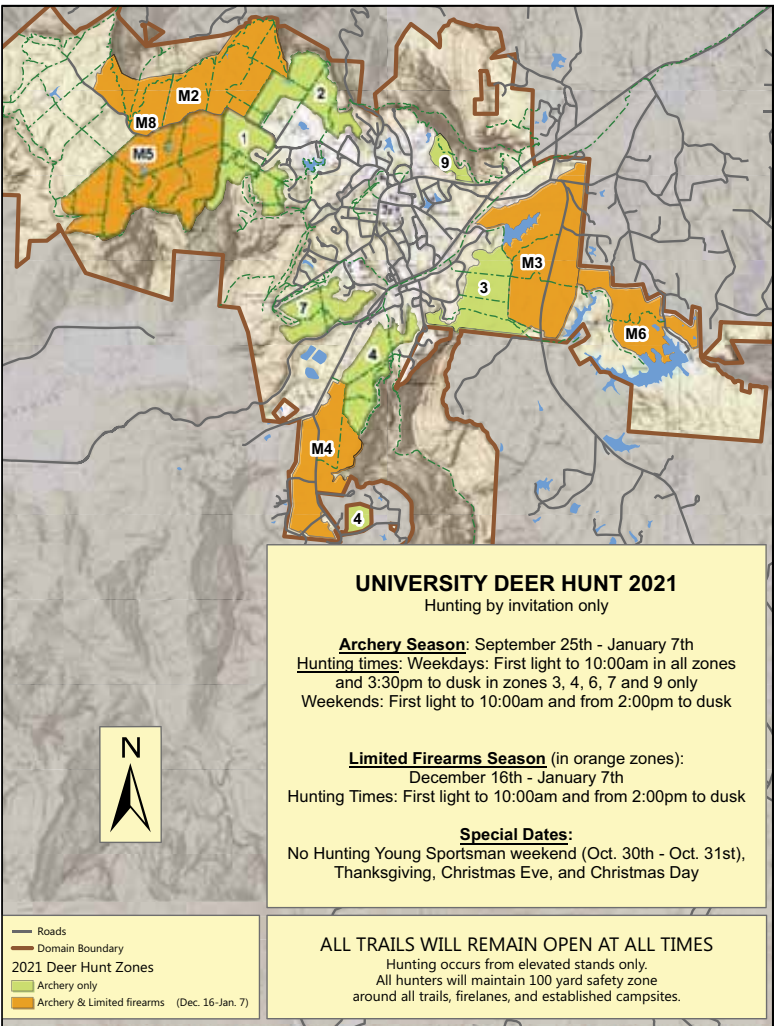 M2
2
M8
1
M5
9
M3
3
M6
7
4
M4
4
UNIVERSITY DEER HUNT 2021
Hunting by invitation only
Archery Season: September 25th - January 7th
Hunting times: Weekdays: First light to 10:00am in all zones
and 3:30pm to dusk in zones 3, 4, 6, 7 and 9 only
Weekends: First light to 10:00am and from 2:00pm to dusk
N
Limited Firearms Season (in orange zones):
December 16th - January 7th
Hunting Times: First light to 10:00am and from 2:00pm to dusk
Special Dates:
No Hunting Young Sportsman weekend (Oct. 30th - Oct. 31st),
Thanksgiving, Christmas Eve, and Christmas Day
Roads
Domain Boundary
2021 Deer Hunt Zones
Archery only
Archery & Limited firearms (Dec. 16-Jan. 7)
ALL TRAILS WILL REMAIN OPEN AT ALL TIMES
Hunting occurs from elevated stands only.
All hunters will maintain 100 yard safety zone
around all trails, firelanes, and established campsites.